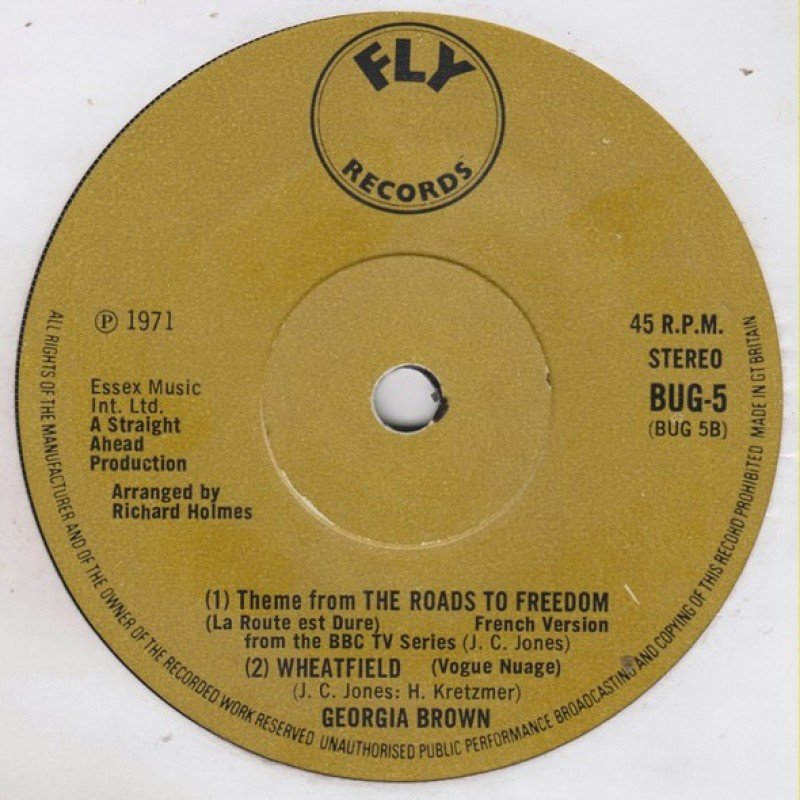 FLY
RECORDS
℗ 1971
45 R.P.M.
STEREO
BUG-5
(BUG 5B)
Essex Music
Int. Ltd.
A Straight
Ahead
Production
Arranged by
Richard Holmes
(1) Theme from THE ROADS TO FREEDOM
(La Route est Dure) French Version
from the BBC TV Series (J. C. Jones)
(2) WHEATFIELD (Vogue Nuage)
(J. C. Jones: H. Kretzmer)
GEORGIA BROWN
ALL RIGHTS OF THE MANUFACTURER AND OF THE OWNER OF THE RECORDED WORK RESERVED UNAUTHORISED PUBLIC PERFORMANCE BROADCASTING AND COPYING OF THIS RECORD PROHIBITED MADE IN GT BRITAIN